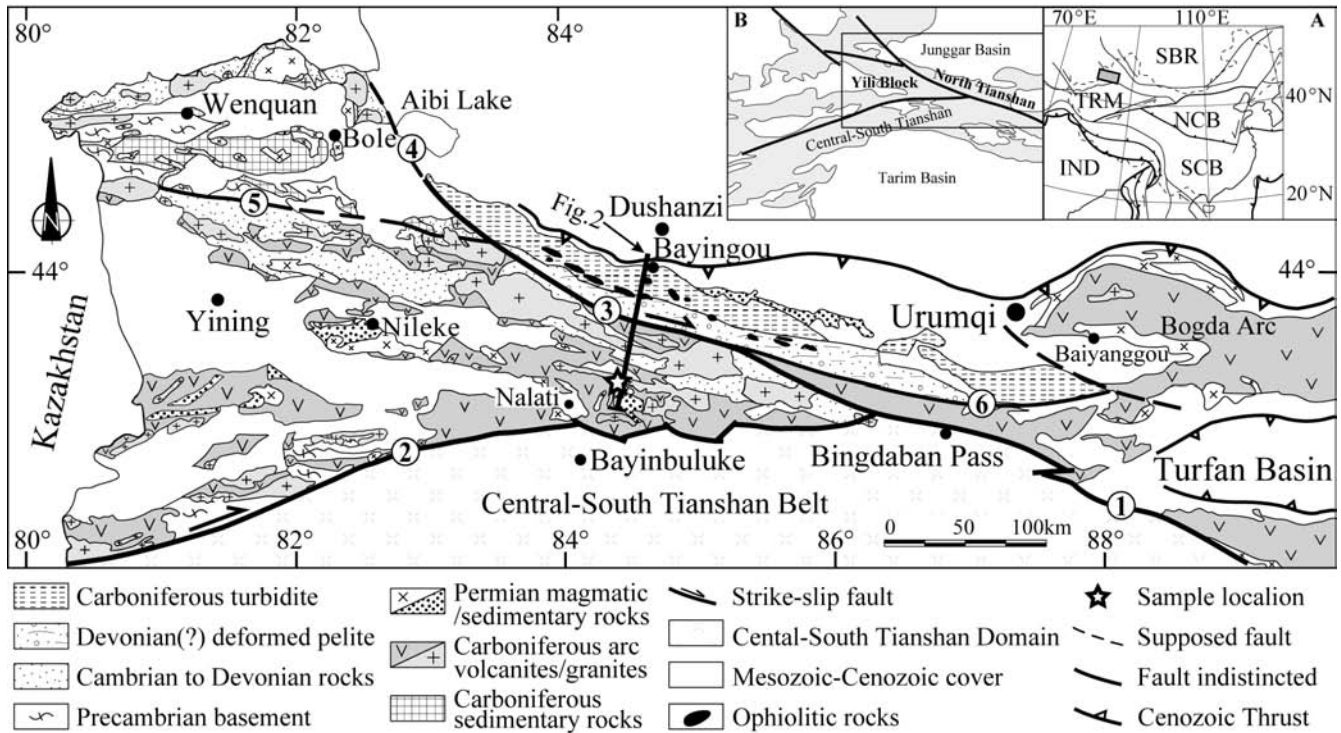 80°
82°
84°
B
Junggar Basin
Yili Block
North Tianshan
Central-South Tianshan
Tarim Basin
70°E
110°E
A
SBR
TRM
40°N
NCB
IND
SCB
20°N
Wenquan
Aibi Lake
Bole
4
N
5
Fig.2
Dushanzi
Bayingou
44°
44°
Kazakhstan
Yining
Nileke
3
Urumqi
Bogda Arc
Baiyanggou
Nalati
6
2
Bayinbuluke
Bingdaban Pass
Turfan Basin
Central-South Tianshan Belt
1
0 50 100km
80°
82°
84°
86°
88°
Carboniferous turbidite
Devonian(?) deformed pelite
Cambrian to Devonian rocks
Precambrian basement
Permian magmatic
/sedimentary rocks
Carboniferous arc
volcanites/granites
Carboniferous
sedimentary rocks
Strike-slip fault
Cental-South Tianshan Domain
Mesozoic-Cenozoic cover
Ophiolitic rocks
Sample location
Supposed fault
Fault indistincted
Cenozoic Thrust